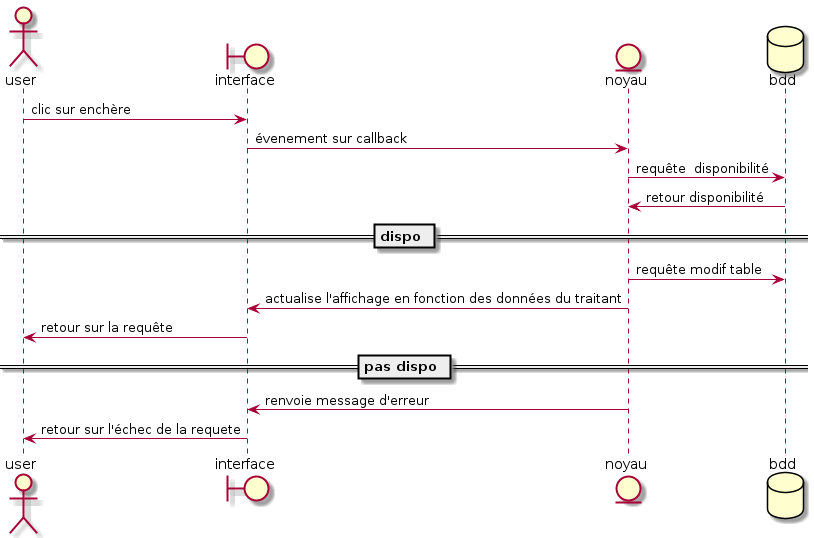 user
interface
noyau
bdd
clic sur enchère
évenement sur callback
requête  disponibilité
retour disponibilité
dispo
requête modif table
actualise l'affichage en fonction des données du traitant
retour sur la requête
pas dispo
renvoie message d'erreur
retour sur l'échec de la requete
user
interface
noyau
bdd